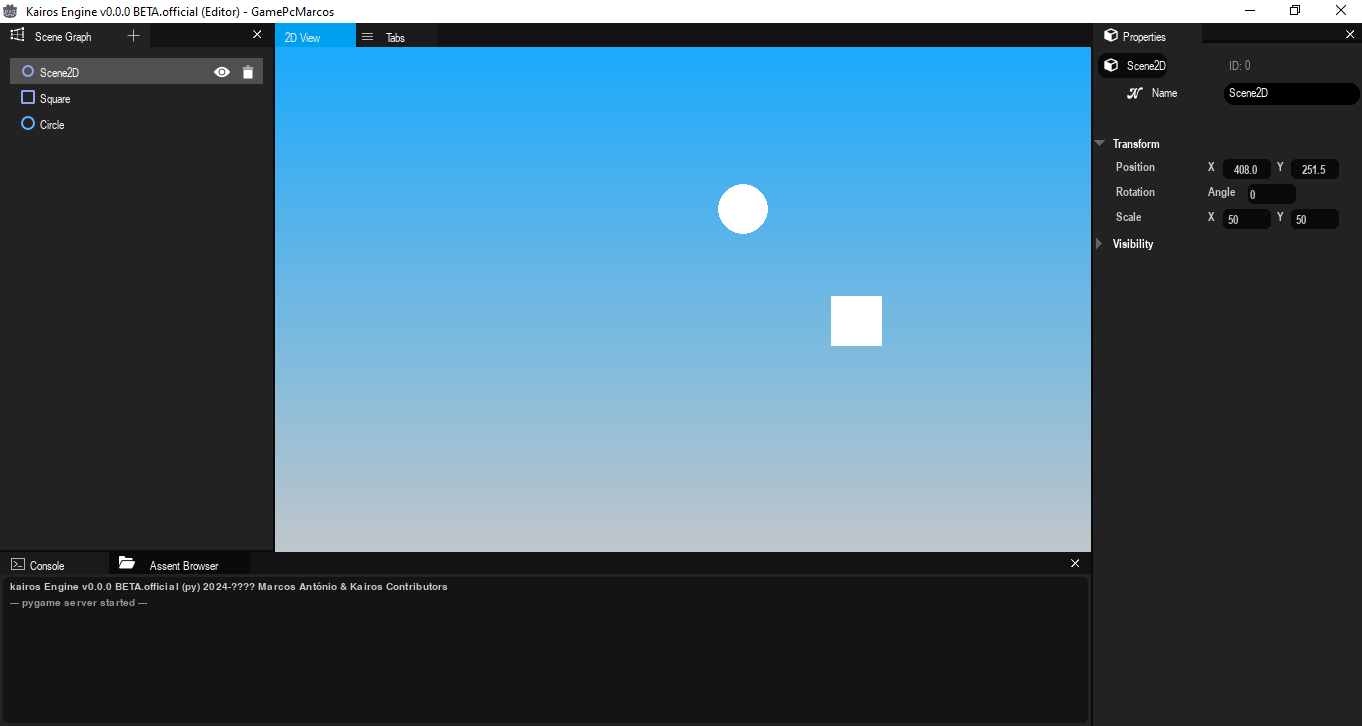 Kairos Engine v0.0.0 BETA.official (Editor) - GamePcMarcos
Scene Graph
2D View
Tabs
Properties
Scene2D
Square
Circle
Scene2D
ID: 0
Name
Scene2D
Transform
Position X 408.0 Y 251.5
Rotation Angle 0
Scale X 50 Y 50
Visibility
Console
Assent Browser
kairos Engine v0.0.0 BETA.official (py) 2024-???? Marcos Antônio & Kairos Contributors
--- pygame server started ---